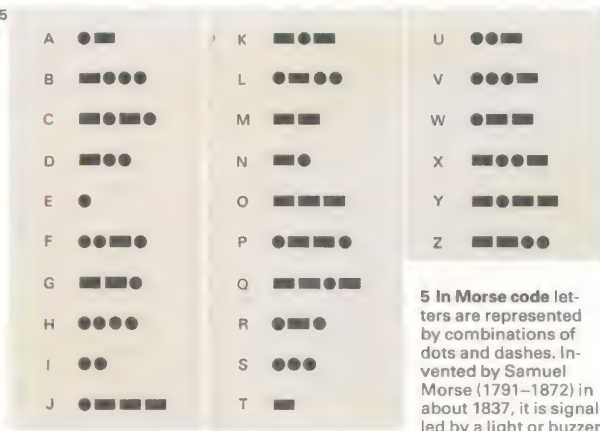 5
A
B
C
D
E
F
G
H
I
J
K
L
M
N
O
P
Q
R
S
T
U
V
W
X
Y
Z
5 In Morse code let-
ters are represented
by combinations of
dots and dashes. In-
vented by Samuel
Morse (1791–1872) in
about 1837, it is signal
led by a light or buzzer